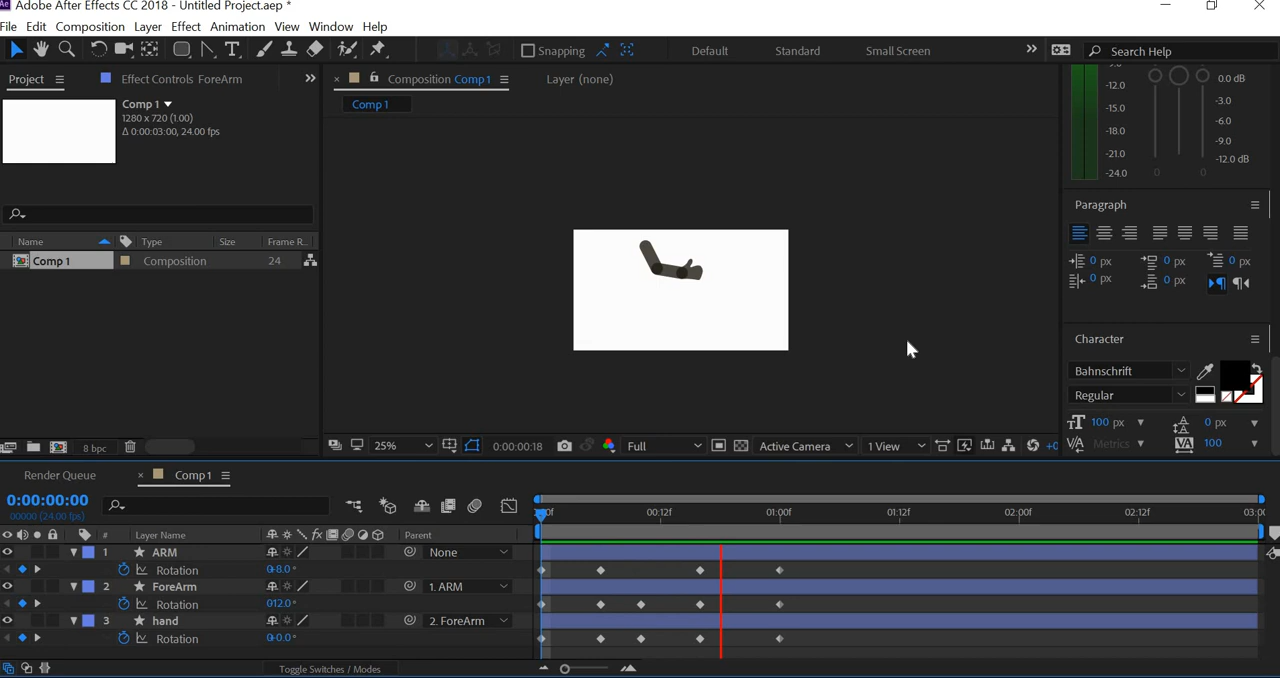 Adobe After Effects CC 2018 - Untitled Project.aep *
File Edit Composition Layer Effect Animation View Window Help
Snapping Default Standard Small Screen Search Help
Project Effect Controls ForeArm
Composition Comp 1 Layer (none)
Comp 1
Comp 1
1280 x 720 (1.00)
Δ 0:00:03:00, 24.00 fps
Name Type Size Frame R...
Comp 1 Composition 24
8 bpc
25% 0:00:00:18 Full Active Camera 1 View +0
0.0 dB
-3.0
-6.0
-9.0
-12.0 dB
-12.0
-15.0
-18.0
-21.0
-24.0
0 0
Paragraph
0 px 0 px 0 px
0 px 0 px
Character
Bahnschrift
Regular
100 px 0 px
Metrics 100
Render Queue Comp 1
0:00:00:00
00000 (24.00 fps)
00:12f 01:00f 01:12f 02:00f 02:12f
Layer Name Parent
1 ARM None
Rotation 0x-8.0°
2 ForeArm 1. ARM
Rotation
3 hand 2. ForeArm
Rotation 0x+0.0°
Toggle Switches / Modes